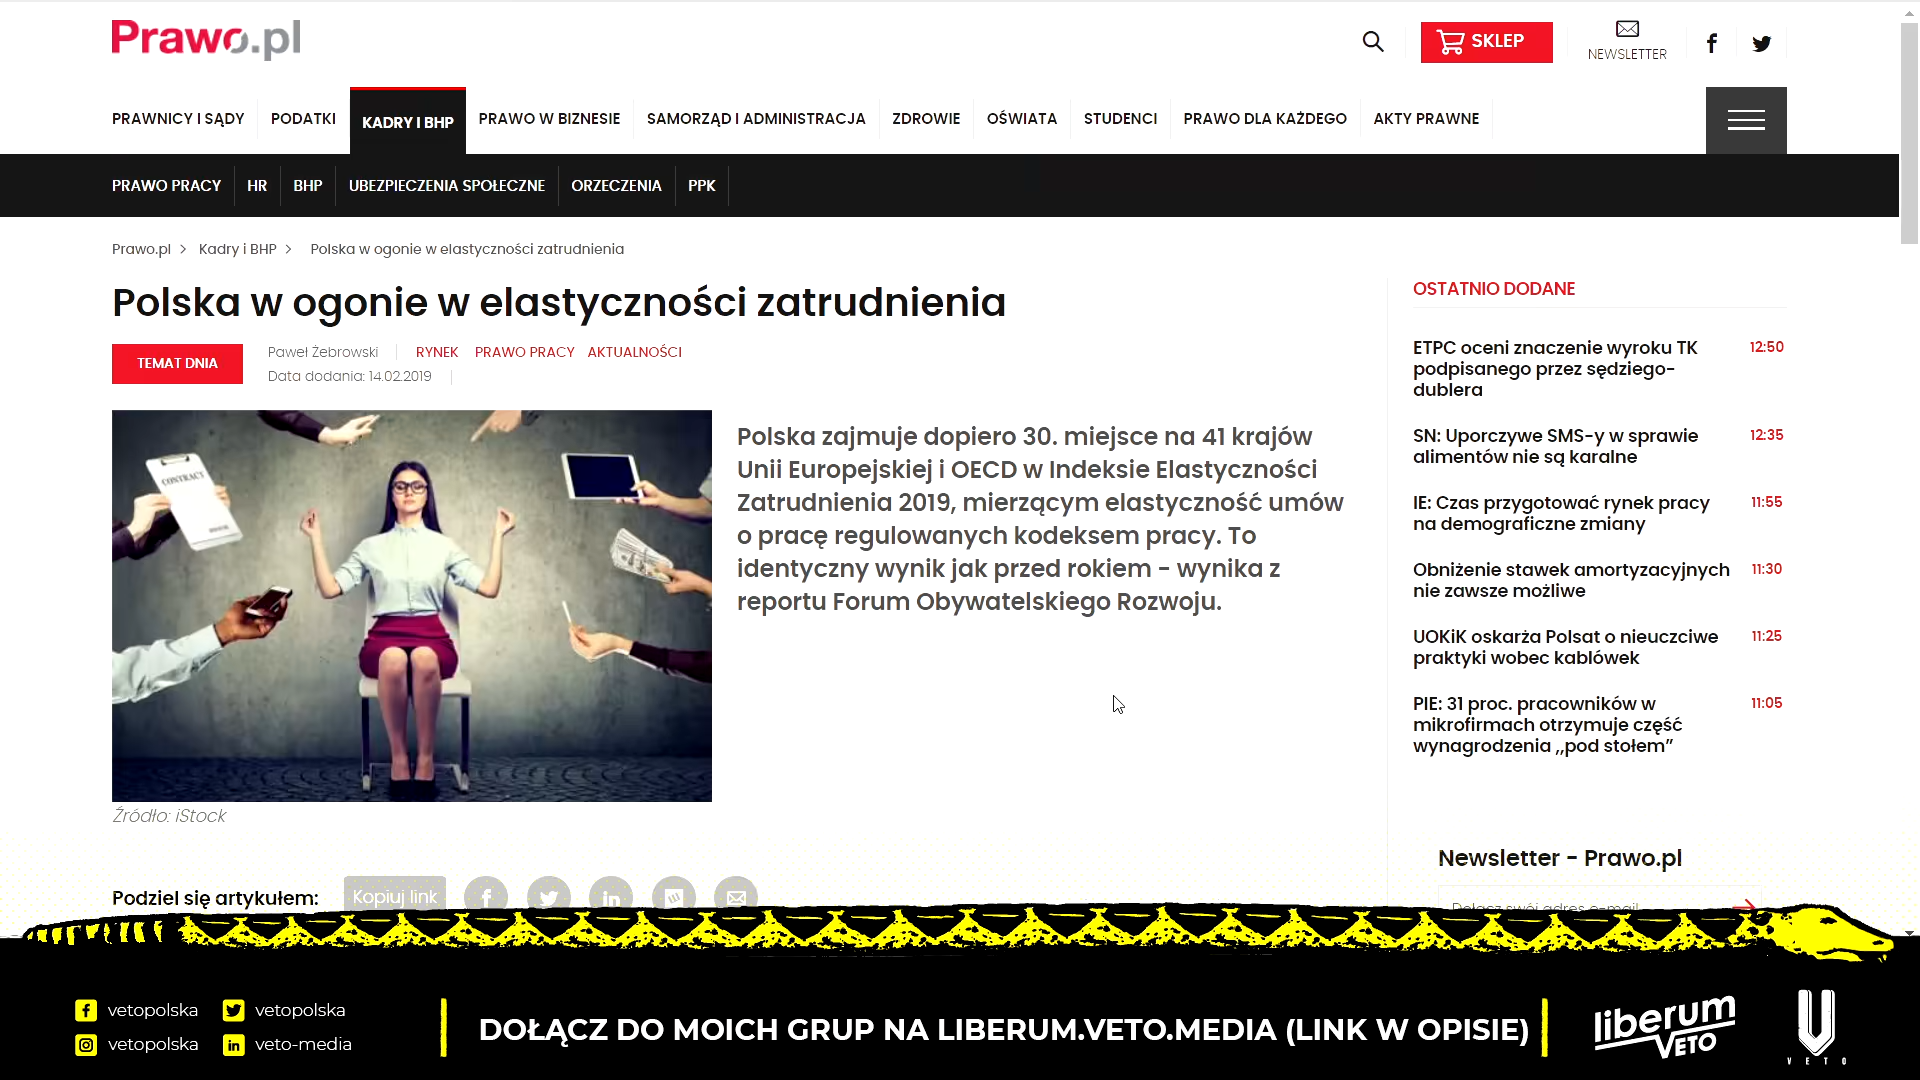 Prawo.pl
SKLEP
NEWSLETTER
PRAWNICY I SĄDY
PODATKI
KADRY I BHP
PRAWO W BIZNESIE
SAMORZĄD I ADMINISTRACJA
ZDROWIE
OŚWIATA
STUDENCI
PRAWO DLA KAŻDEGO
AKTY PRAWNE
PRAWO PRACY
HR
BHP
UBEZPIECZENIA SPOŁECZNE
ORZECZENIA
PPK
Prawo.pl > Kadry i BHP > Polska w ogonie w elastyczności zatrudnienia
Polska w ogonie w elastyczności zatrudnienia
TEMAT DNIA
Paweł Żebrowski
RYNEK PRAWO PRACY AKTUALNOŚCI
Data dodania: 14.02.2019
CONTRACT
Polska zajmuje dopiero 30. miejsce na 41 krajów
Unii Europejskiej i OECD w Indeksie Elastyczności
Zatrudnienia 2019, mierzącym elastyczność umów
o pracę regulowanych kodeksem pracy. To
identyczny wynik jak przed rokiem - wynika z
reportu Forum Obywatelskiego Rozwoju.
Źródło: iStock
Podziel się artykułem:
Kopiuj link
OSTATNIO DODANE
ETPC oceni znaczenie wyroku TK 12:50
podpisanego przez sędziego-
dublera
SN: Uporczywe SMS-y w sprawie 12:35
alimentów nie są karalne
IE: Czas przygotować rynek pracy 11:55
na demograficzne zmiany
Obniżenie stawek amortyzacyjnych 11:30
nie zawsze możliwe
UOKiK oskarża Polsat o nieuczciwe 11:25
praktyki wobec kablówek
PIE: 31 proc. pracowników w 11:05
mikrofirmach otrzymuje część
wynagrodzenia ,,pod stołem”
Newsletter - Prawo.pl
Dołącz swój adres e-mail
vetopolska
vetopolska
vetopolska
veto-media
DOŁĄCZ DO MOICH GRUP NA LIBERUM.VETO.MEDIA (LINK W OPISIE)
liberum
VETO
VETO